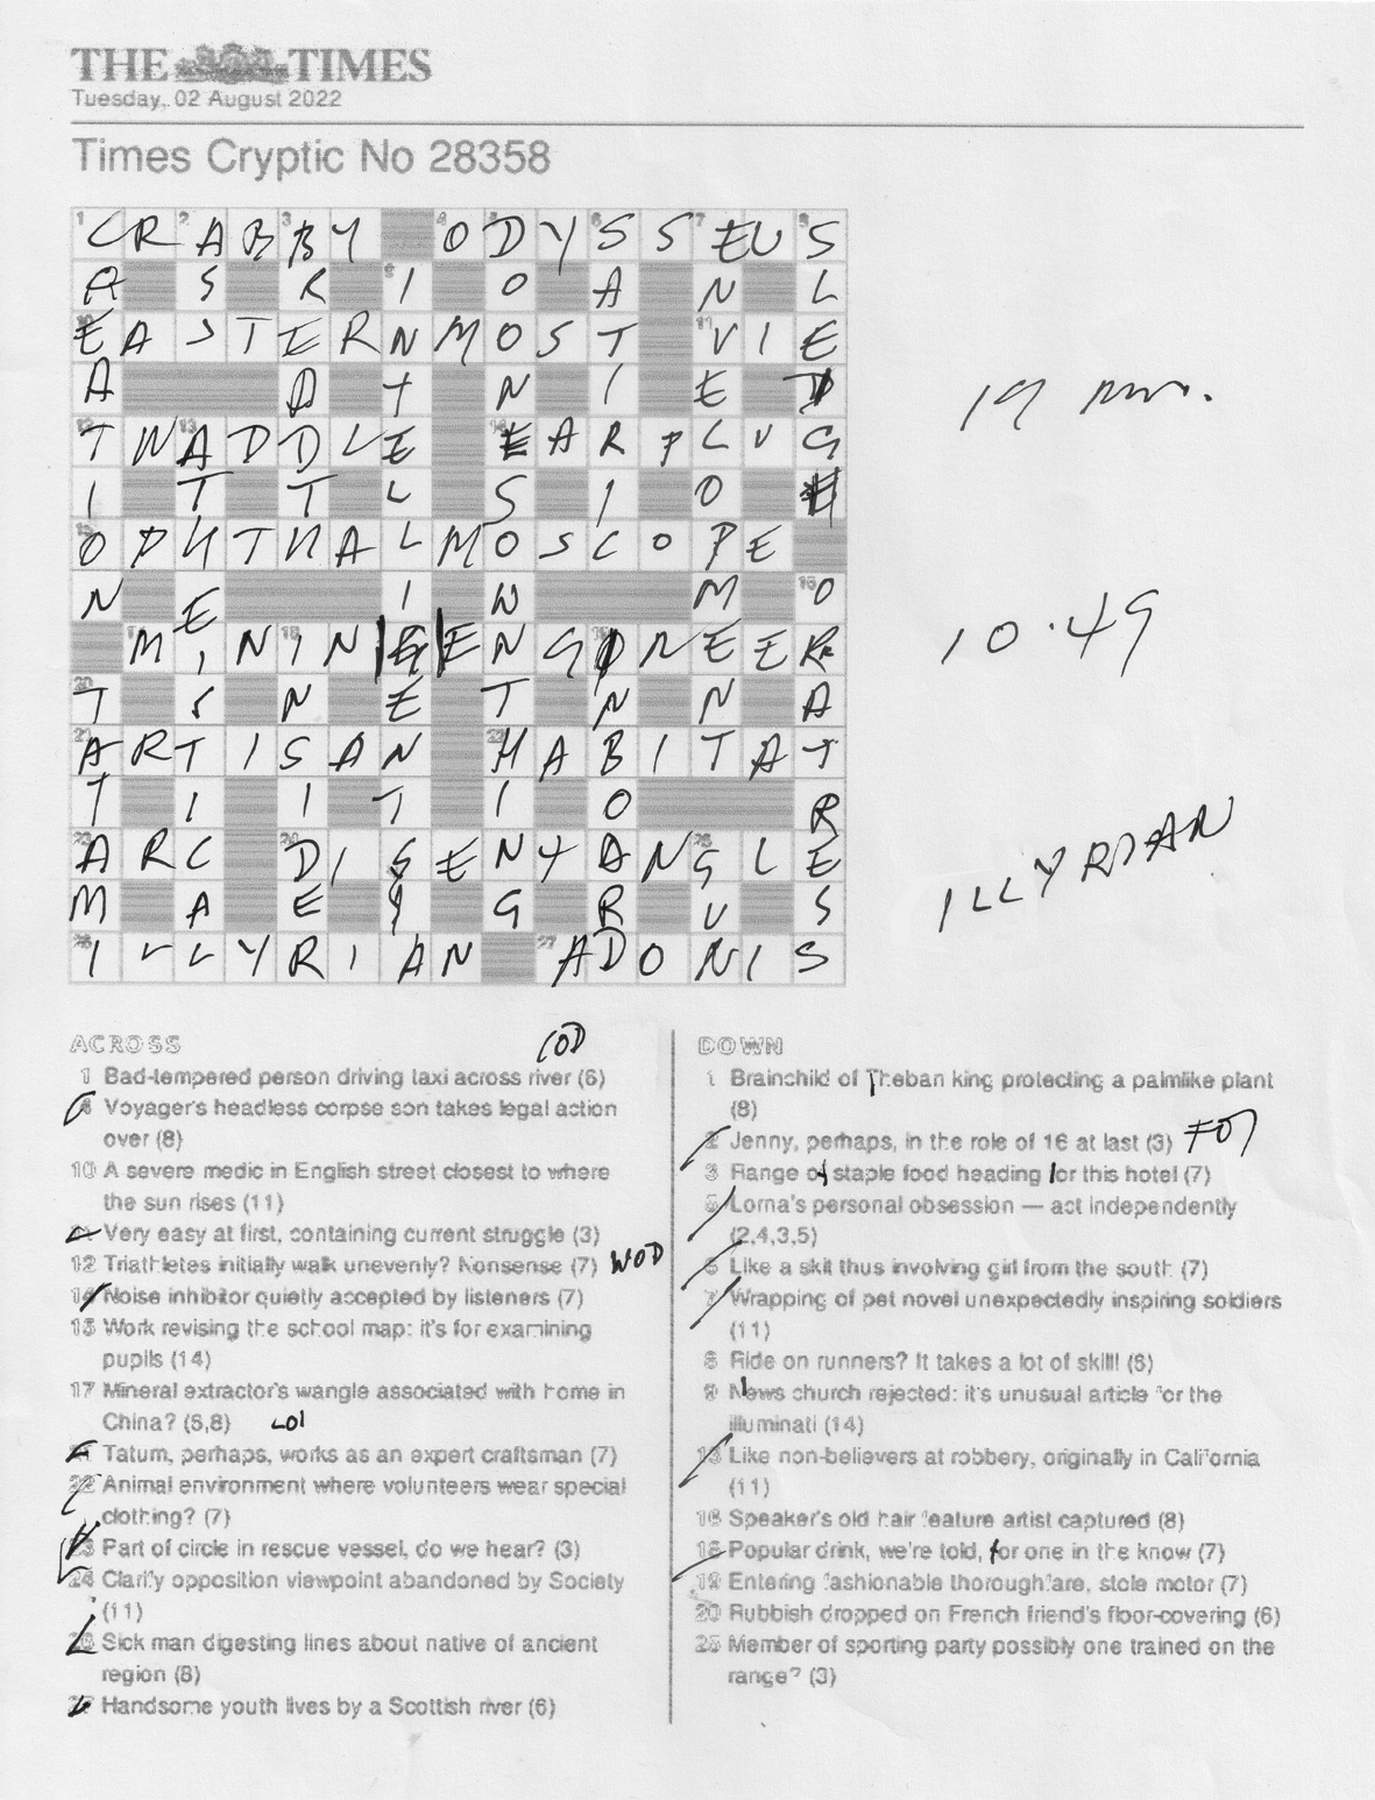 THE TIMES
Tuesday, 02 August 2022
Times Cryptic No 28358
CRABBY ODYSSEUS
A S R I O A N L
EASTERNMOST VIE
A D T N I E D
TWADDLE EARPLUG
I T T L S I O E
OPHTHALMOSCOPE
N E I W M O
MINING ENGINEER
T S N E T N N A
ARTISAN HABITAT
T I I T I O R
ARC DISENTANGLE
M A E I G R U S
ILLYRIAN ADONIS
19 mins.
10.49
ILLYRIAN
ACROSS
COD
1 Bad-tempered person driving taxi across river (6)
4 Voyager's headless corpse son takes legal action
over (8)
10 A severe medic in English street closest to where
the sun rises (11)
11 Very easy at first, containing current struggle (3)
12 Triathletes initially walk unevenly? Nonsense (7) WOD
14 Noise inhibitor quietly accepted by listeners (7)
15 Work revising the school map: it's for examining
pupils (14)
17 Mineral extractor's wangle associated with home in
China? (6,8) LOI
21 Tatum, perhaps, works as an expert craftsman (7)
22 Animal environment where volunteers wear special
clothing? (7)
23 Part of circle in rescue vessel, do we hear? (3)
24 Clarify opposition viewpoint abandoned by Society
(11)
26 Sick man digesting lines about native of ancient
region (8)
27 Handsome youth lives by a Scottish river (6)
DOWN
1 Brainchild of Theban king protecting a palmlike plant
(8)
2 Jenny, perhaps, in the role of 16 at last (3) FOI
3 Range of staple food heading for this hotel (7)
5 Lorna's personal obsession — act independently
(2,4,3,5)
6 Like a skit thus involving girl from the south (7)
7 Wrapping of pet novel unexpectedly inspiring soldiers
(11)
8 Ride on runners? It takes a lot of skill! (6)
9 News church rejected: it's unusual article for the
illuminati (14)
13 Like non-believers at robbery, originally in California
(11)
16 Speaker's old hair feature artist captured (8)
18 Popular drink, we're told, for one in the know (7)
19 Entering fashionable thoroughfare, stole motor (7)
20 Rubbish dropped on French friend's floor-covering (6)
25 Member of sporting party possibly one trained on the
range? (3)